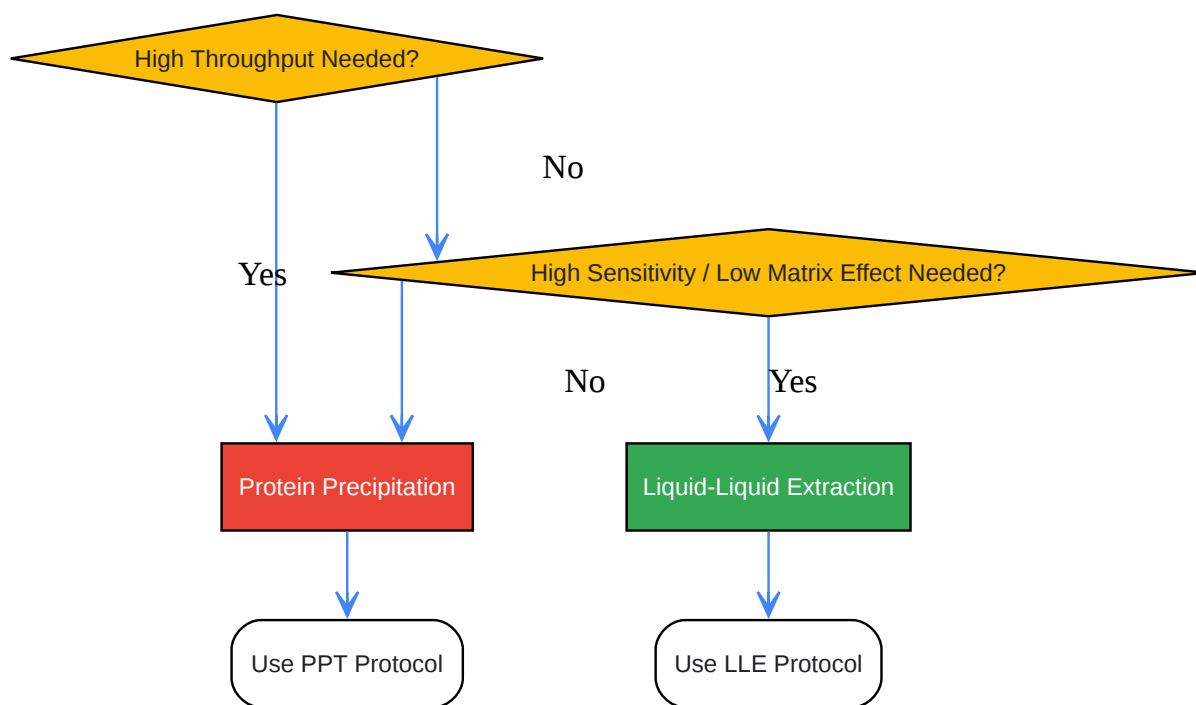 High Throughput Needed?
No
Yes
High Sensitivity / Low Matrix Effect Needed?
No
Yes
Protein Precipitation
Liquid-Liquid Extraction
Use PPT Protocol
Use LLE Protocol